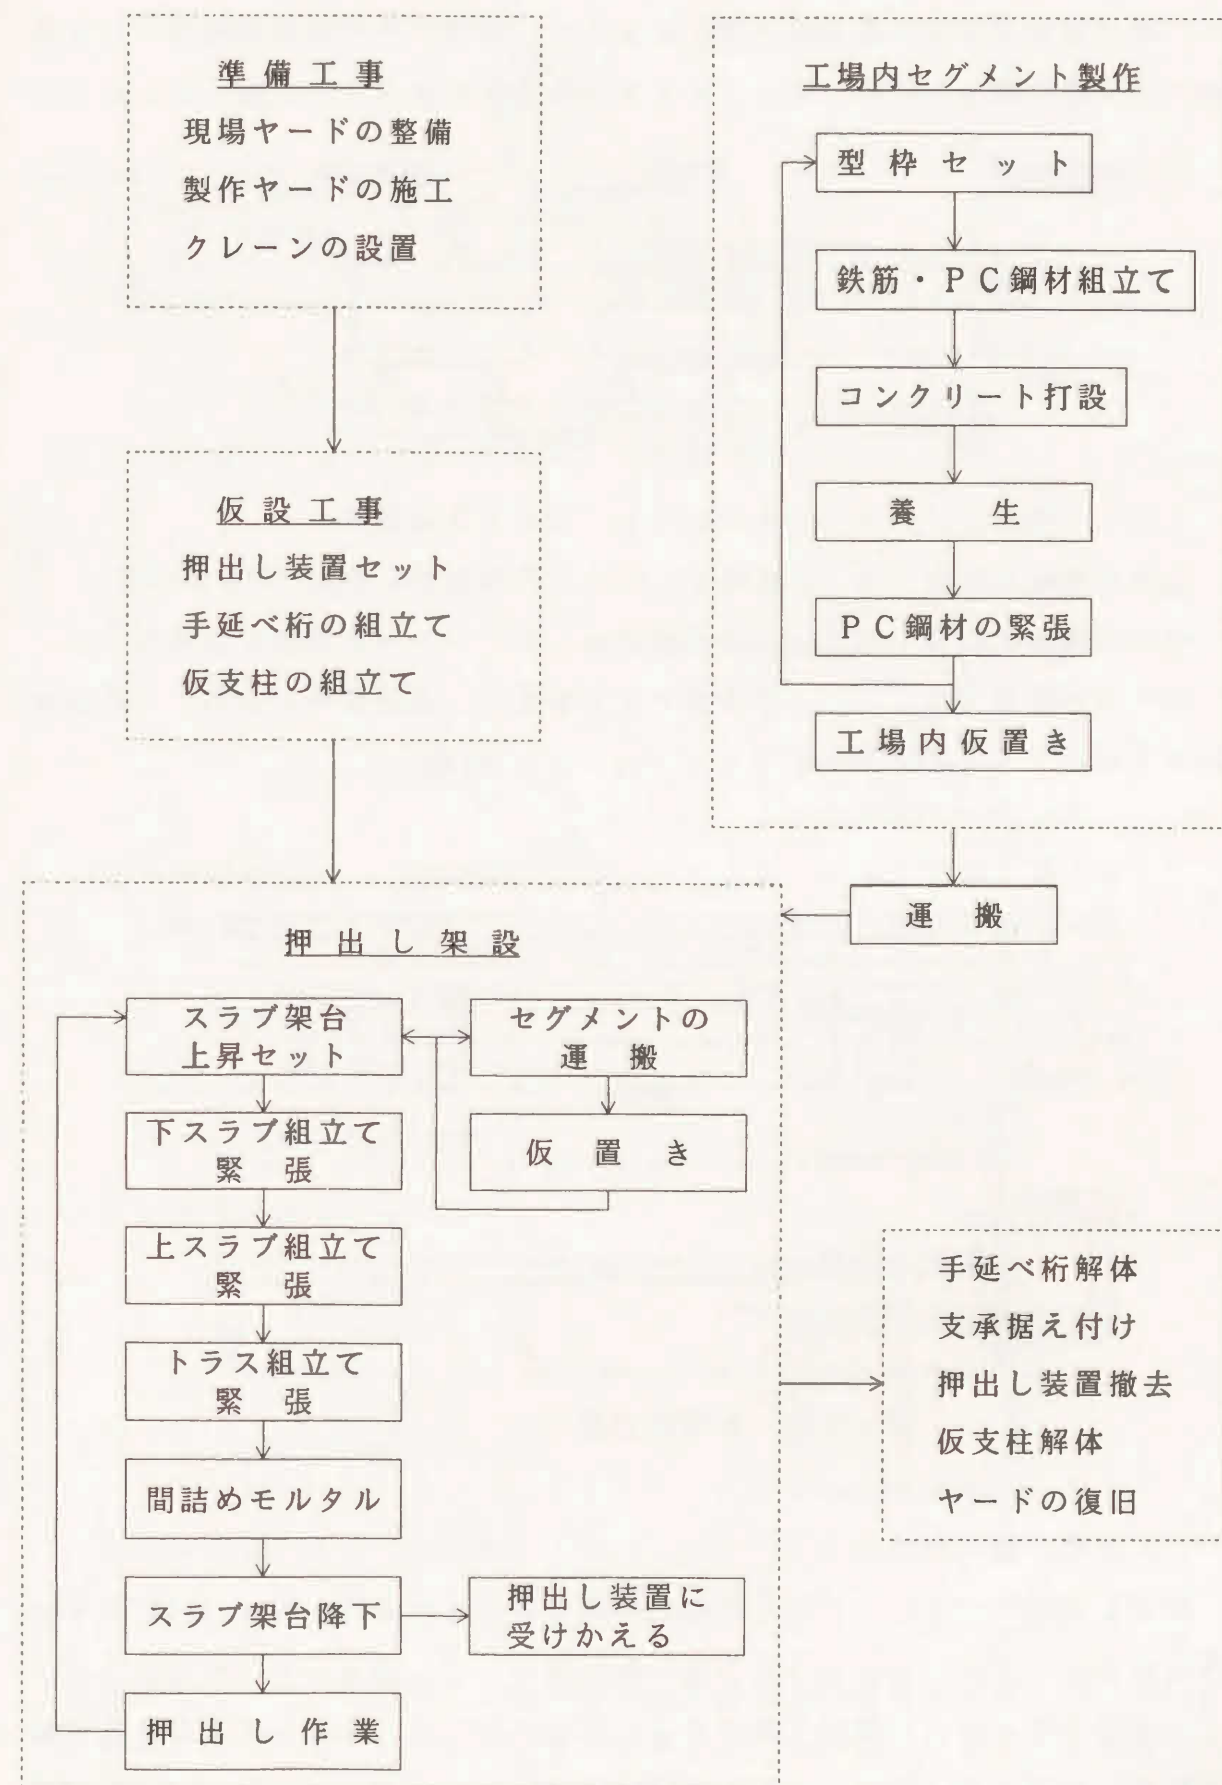 準備工事
現場ヤードの整備
製作ヤードの施工
クレーンの設置
仮設工事
押出し装置セット
手延べ桁の組立て
仮支柱の組立て
工場内セグメント製作
型枠セット
鉄筋・PC鋼材組立て
コンクリート打設
養生
PC鋼材の緊張
工場内仮置き
運搬
押出し架設
スラブ架台
上昇セット
セグメントの
運搬
仮置き
下スラブ組立て
緊張
上スラブ組立て
緊張
トラス組立て
緊張
間詰めモルタル
スラブ架台降下
押出し装置に
受けかえる
押出し作業
手延べ桁解体
支承据え付け
押出し装置撤去
仮支柱解体
ヤードの復旧